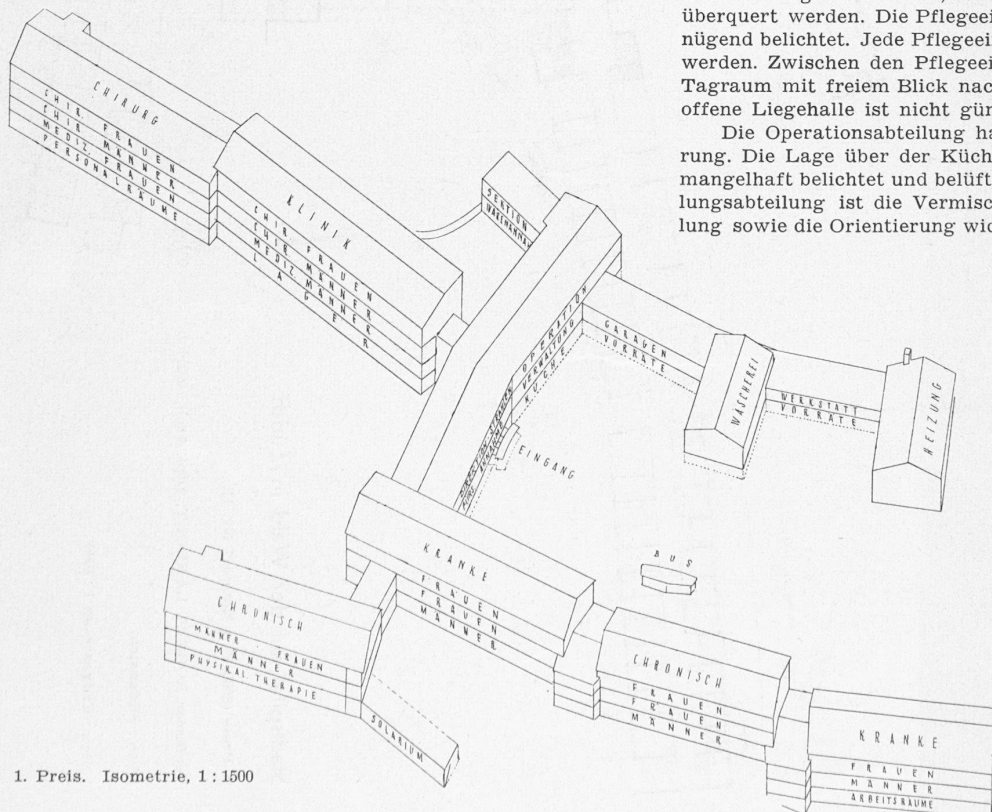 überquert werden. Die Pflegeei
nügend belichtet. Jede Pflegeei
werden. Zwischen den Pflegeei
Tagraum mit freiem Blick nac
offene Liegehalle ist nicht gün
Die Operationsabteilung ha
rung. Die Lage über der Küch
mangelhaft belichtet und belüft
lungsabteilung ist die Vermisc
lung sowie die Orientierung wid
CHIRURG
CHIR. FRAUEN
CHIR. MÄNNER
MEDIZ. FRAUEN
PERSONALRÄUME
KLINIK
CHIR. FRAUEN
CHIR. MÄNNER
MEDIZ. MÄNNER
LAGER
SEKTION
WARENANNAH
OPERATION
VERWALTUNG
KÜCHE
EINGANG
GARAGEN
VORRÄTE
WÄSCHEREI
WERKSTATT
VORRÄTE
HEIZUNG
KRANKE
FRAUEN
FRAUEN
MÄNNER
BUS
CHRONISCH
MÄNNER FRAUEN
MÄNNER
PHYSIKAL. THERAPIE
SOLARIUM
CHRONISCH
FRAUEN
FRAUEN
MÄNNER
KRANKE
FRAUEN
MÄNNER
ARBEITSRÄUME
1. Preis. Isometrie, 1 : 1500